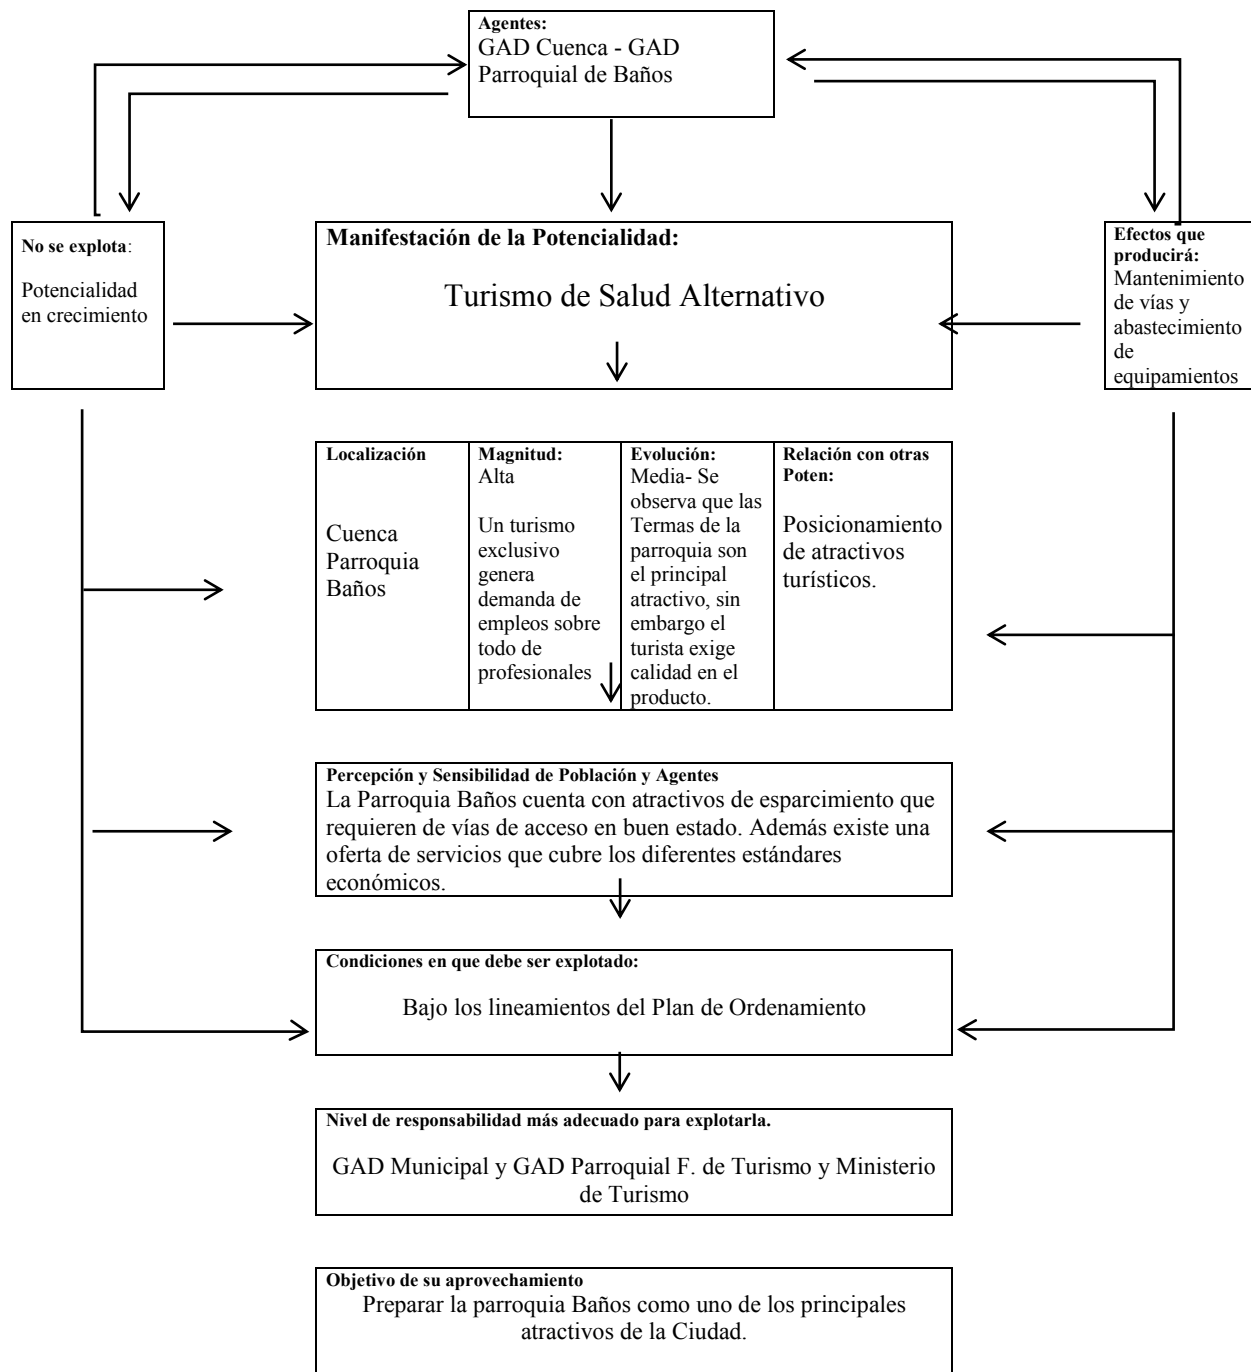 Agentes:
GAD Cuenca - GAD
Parroquial de Baños
No se explota:
Potencialidad
en crecimiento
Manifestación de la Potencialidad:
Turismo de Salud Alternativo
Efectos que
producirá:
Mantenimiento
de vías y
abastecimiento
de
equipamientos
Localización
Cuenca
Parroquia
Baños
Magnitud:
Alta
Un turismo
exclusivo
genera
demanda de
empleos sobre
todo de
profesionales
Evolución:
Media- Se
observa que las
Termas de la
parroquia son
el principal
atractivo, sin
embargo el
turista exige
calidad en el
producto.
Relación con otras
Poten:
Posicionamiento
de atractivos
turísticos.
Percepción y Sensibilidad de Población y Agentes
La Parroquia Baños cuenta con atractivos de esparcimiento que
requieren de vías de acceso en buen estado. Además existe una
oferta de servicios que cubre los diferentes estándares
económicos.
Condiciones en que debe ser explotado:
Bajo los lineamientos del Plan de Ordenamiento
Nivel de responsabilidad más adecuado para explotarla.
GAD Municipal y GAD Parroquial F. de Turismo y Ministerio
de Turismo
Objetivo de su aprovechamiento
Preparar la parroquia Baños como uno de los principales
atractivos de la Ciudad.